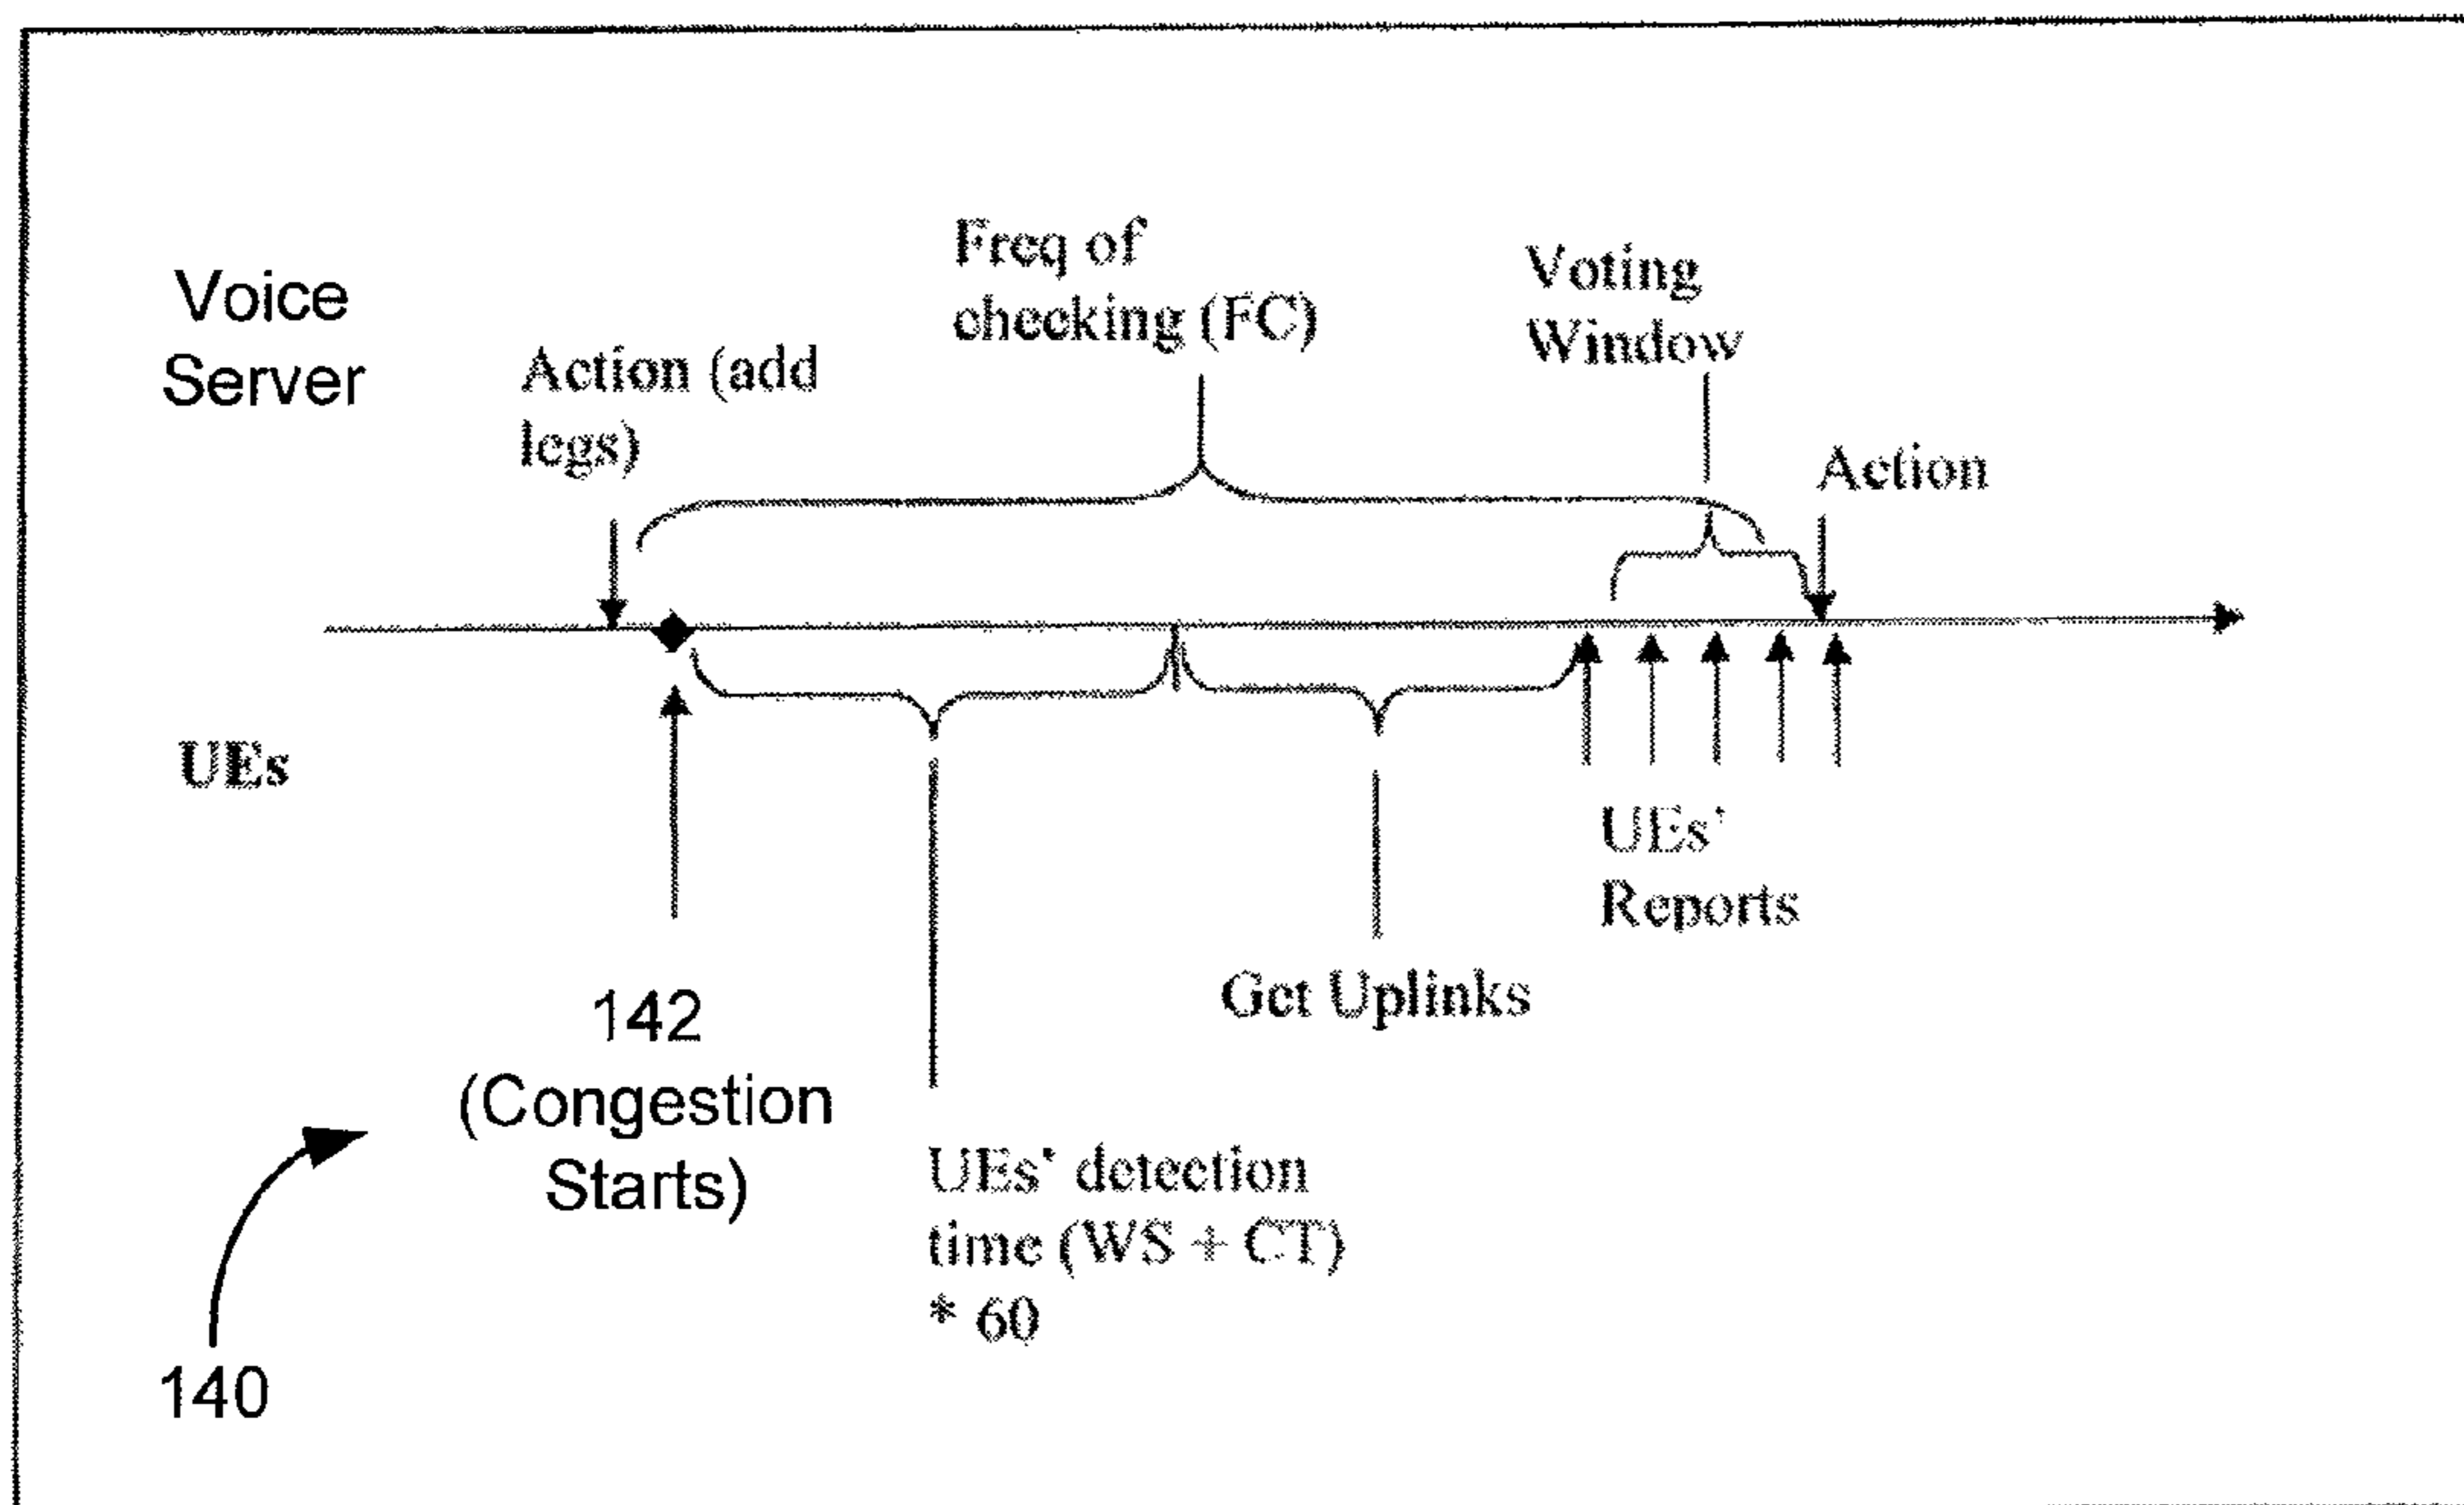 Voice
Server
Action (add
legs)
Freq of
checking (FC)
Voting
Window
Action
UEs
UEs'
Reports
Get Uplinks
142
(Congestion
Starts)
UEs' detection
time (WS + CT)
* 60
140